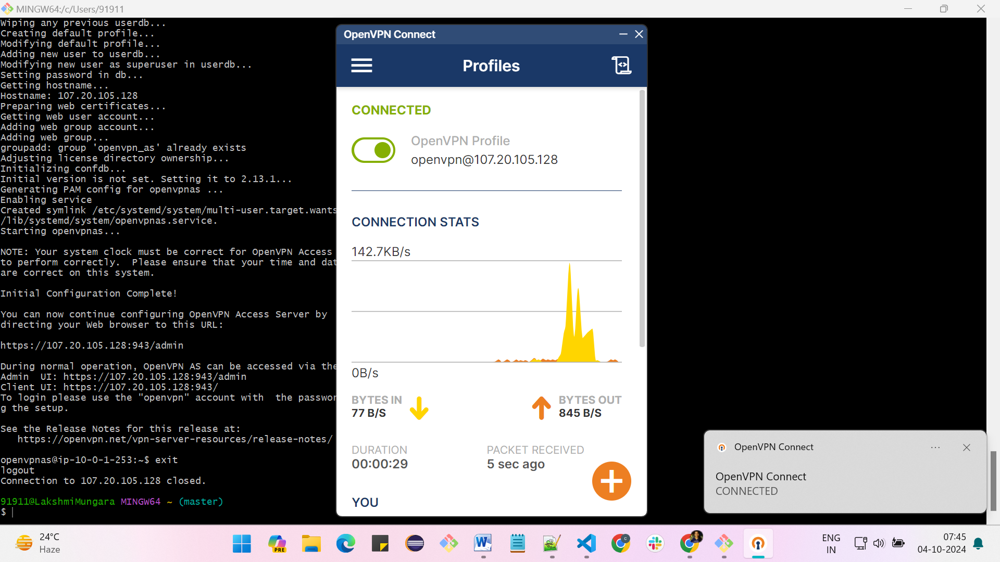 MINGW64:/c/Users/91911
Wiping any previous userdb...
Creating default profile...
Modifying default profile...
Adding new user to userdb...
Modifying new user as superuser in userdb...
Setting password in db...
Getting hostname...
Hostname: 107.20.105.128
Preparing web certificates...
Getting web user account...
Adding web group account...
Adding web group...
groupadd: group 'openvpn_as' already exists
Adjusting license directory ownership...
Initializing confdb...
Initial version is not set. Setting it to 2.13.1...
Generating PAM config for openvpnas ...
Enabling service
Created symlink /etc/systemd/system/multi-user.target.wants
/lib/systemd/system/openvpnas.service.
Starting openvpnas...
NOTE: Your system clock must be correct for OpenVPN Access
to perform correctly.  Please ensure that your time and dat
are correct on this system.
Initial Configuration Complete!
You can now continue configuring OpenVPN Access Server by
directing your Web browser to this URL:
https://107.20.105.128:943/admin
During normal operation, OpenVPN AS can be accessed via the
Admin  UI: https://107.20.105.128:943/admin
Client UI: https://107.20.105.128:943/
To login please use the "openvpn" account with  the passwor
g the setup.
See the Release Notes for this release at:
   https://openvpn.net/vpn-server-resources/release-notes/
openvpnas@ip-10-0-1-253:~$ exit
logout
Connection to 107.20.105.128 closed.
91911@LakshmiMungara MINGW64 ~ (master)
$
OpenVPN Connect
Profiles
CONNECTED
OpenVPN Profile
openvpn@107.20.105.128
CONNECTION STATS
142.7KB/s
0B/s
BYTES IN
77 B/S
BYTES OUT
845 B/S
DURATION
00:00:29
PACKET RECEIVED
5 sec ago
YOU
OpenVPN Connect
OpenVPN Connect
CONNECTED
24°C
Haze
PRE
ENG
IN
07:45
04-10-2024